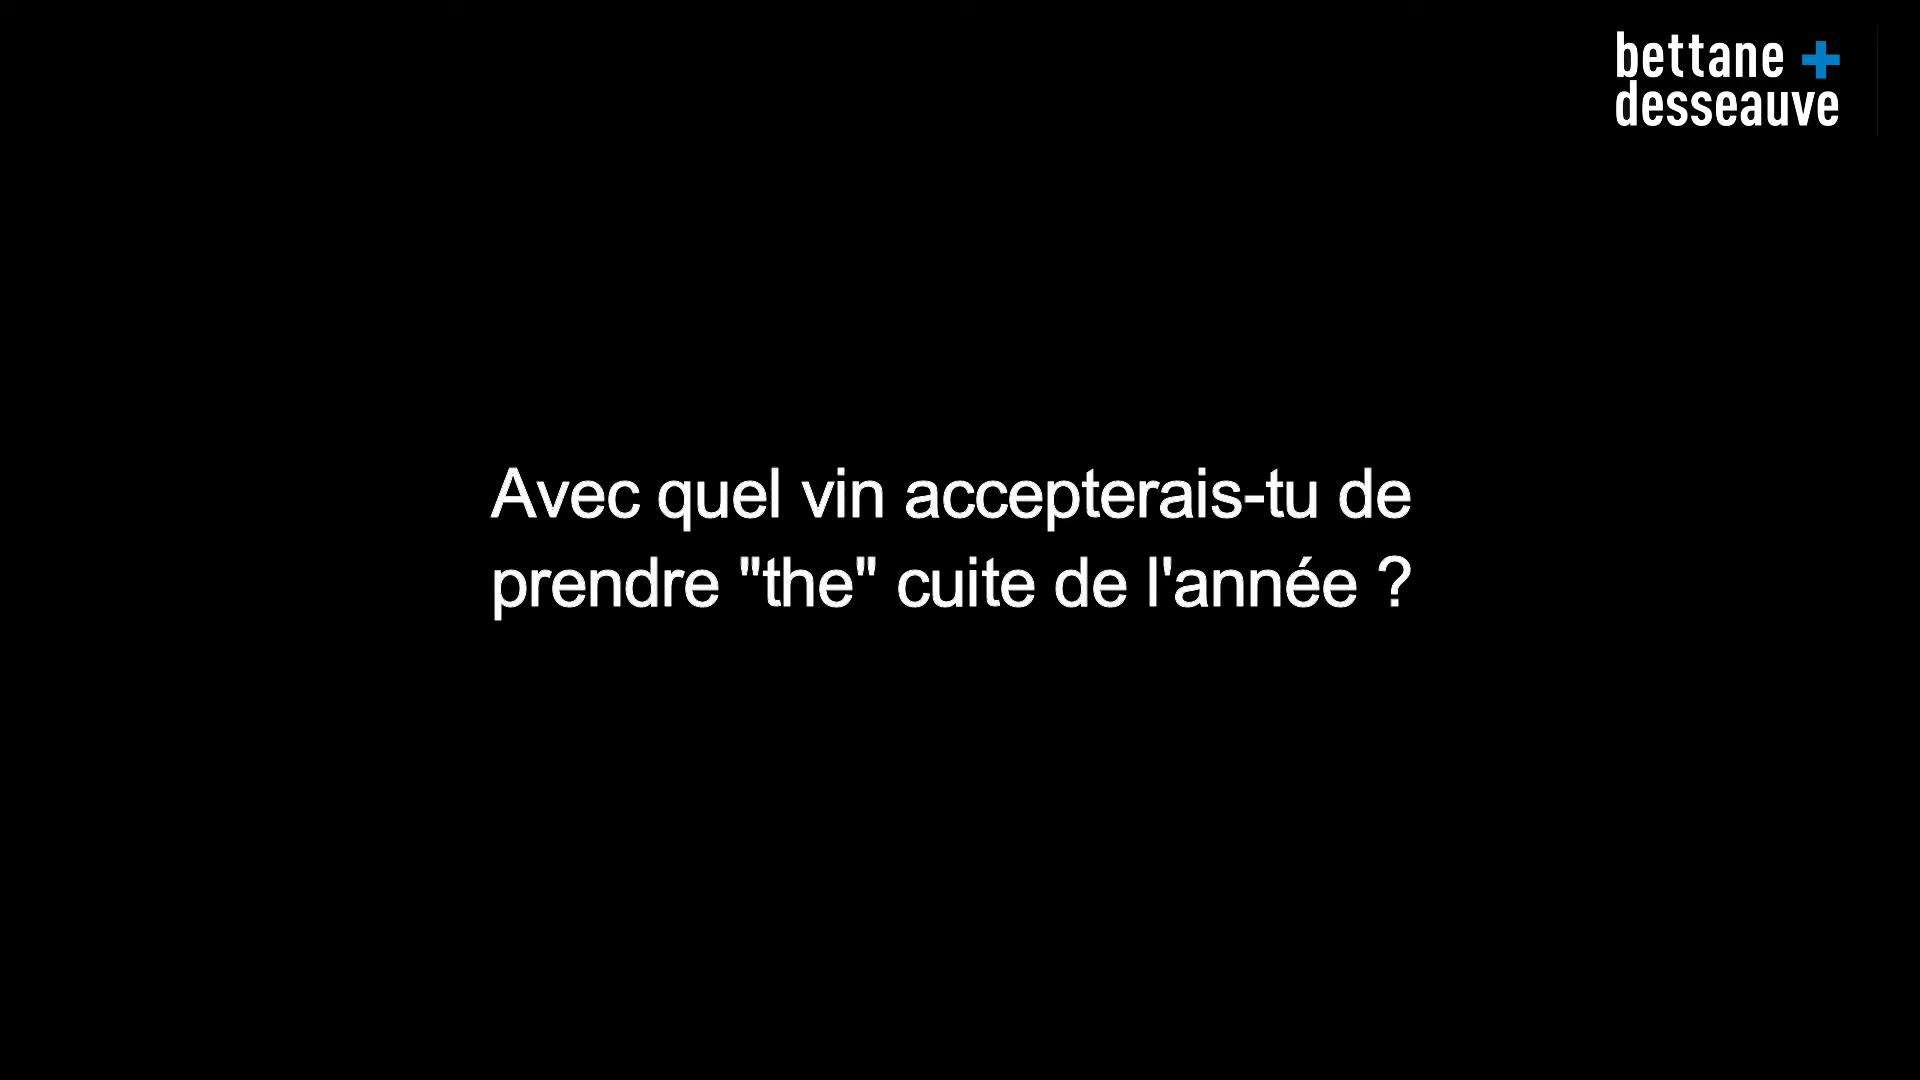 bettane +
desseauve
Avec quel vin accepterais-tu de
prendre "the" cuite de l'année ?